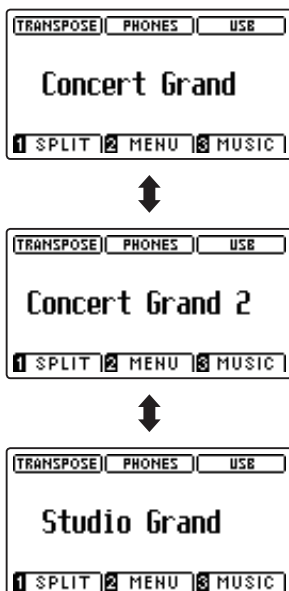 TRANSPOSE PHONES USB
Concert Grand
1 SPLIT 2 MENU 3 MUSIC
TRANSPOSE PHONES USB
Concert Grand 2
1 SPLIT 2 MENU 3 MUSIC
TRANSPOSE PHONES USB
Studio Grand
1 SPLIT 2 MENU 3 MUSIC